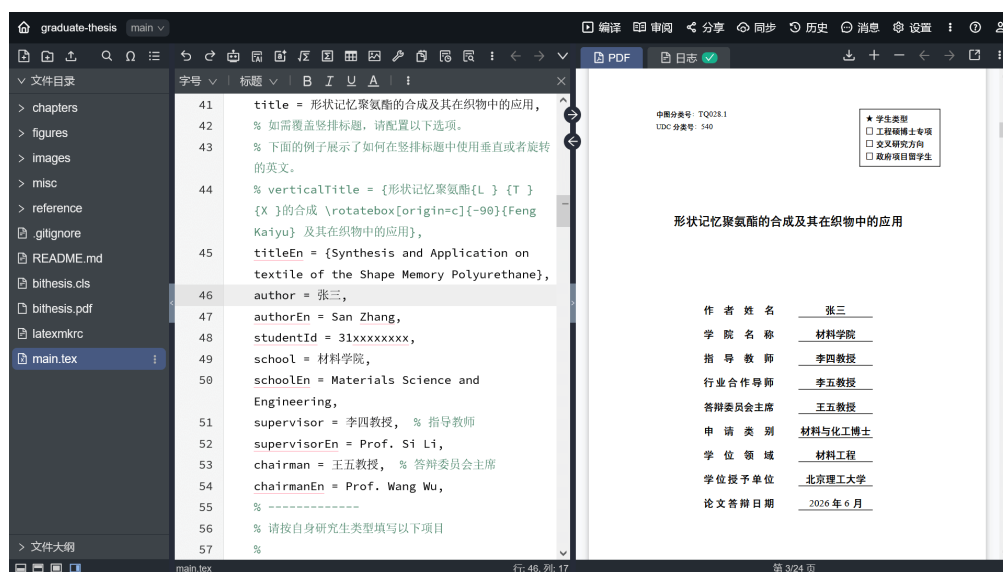 graduate-thesis main 编译 审阅 分享 同步 历史 消息 设置
PDF 日志
文件目录 字号 标题 B I U A
chapters
figures
images
misc
reference
.gitignore
README.md
bithesis.cls
bithesis.pdf
latexmkrc
main.tex
文件大纲
41 title = 形状记忆聚氨酯的合成及其在织物中的应用,
42 % 如需覆盖竖排标题，请配置以下选项。
43 % 下面的例子展示了如何在竖排标题中使用垂直或者旋转
的英文。
44 % verticalTitle = {形状记忆聚氨酯{L } {T }
{X }的合成 \rotatebox[origin=c]{-90}{Feng
Kaiyu} 及其在织物中的应用},
45 titleEn = {Synthesis and Application on
textile of the Shape Memory Polyurethane},
46 author = 张三,
47 authorEn = San Zhang,
48 studentId = 31xxxxxxxx,
49 school = 材料学院,
50 schoolEn = Materials Science and
Engineering,
51 supervisor = 李四教授, % 指导教师
52 supervisorEn = Prof. Si Li,
53 chairman = 王五教授, % 答辩委员会主席
54 chairmanEn = Prof. Wang Wu,
55 % -------------
56 % 请按自身研究生类型填写以下项目
57 %
main.tex 行: 46, 列: 17
中图分类号: TQ028.1
UDC 分类号: 540
★ 学生类型
□ 工程硕博士专项
□ 交叉研究方向
□ 政府项目留学生
形状记忆聚氨酯的合成及其在织物中的应用
作者姓名 张三
学院名称 材料学院
指导教师 李四教授
行业合作导师 李五教授
答辩委员会主席 王五教授
申请类别 材料与化工博士
学位领域 材料工程
学位授予单位 北京理工大学
论文答辩日期 2026 年 6 月
第 3/24 页